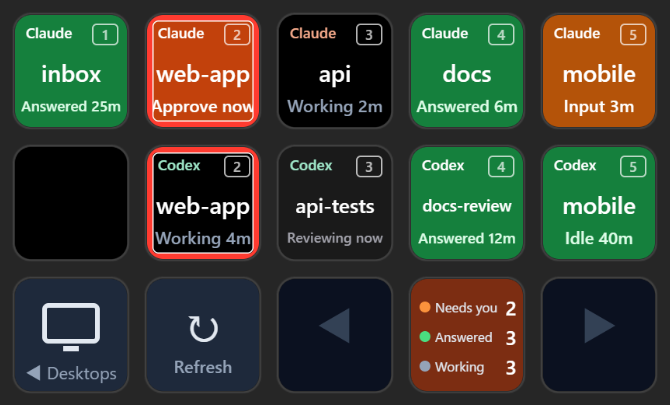 Claude 1
inbox
Answered 25m
Claude 2
web-app
Approve now
Claude 3
api
Working 2m
Claude 4
docs
Answered 6m
Claude 5
mobile
Input 3m
Codex 2
web-app
Working 4m
Codex 3
api-tests
Reviewing now
Codex 4
docs-review
Answered 12m
Codex 5
mobile
Idle 40m
Desktops
Refresh
Needs you 2
Answered 3
Working 3